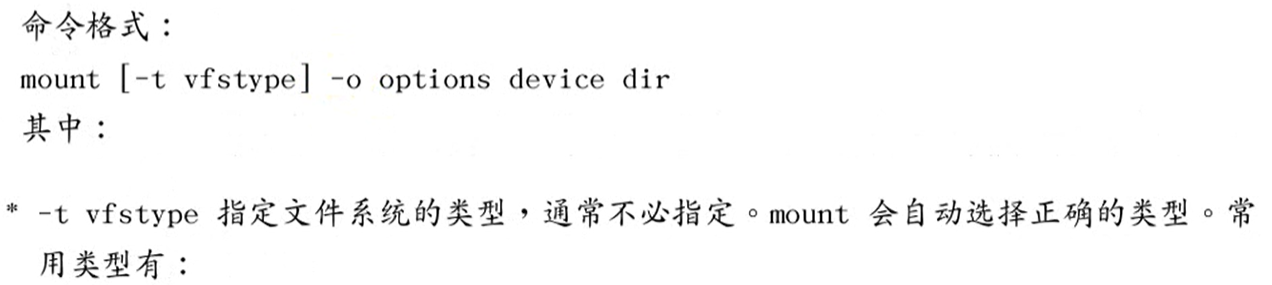 命令格式：
mount [-t vfstype] -o options device dir
其中：
* -t vfstype 指定文件系统的类型，通常不必指定。mount 会自动选择正确的类型。常
用类型有：